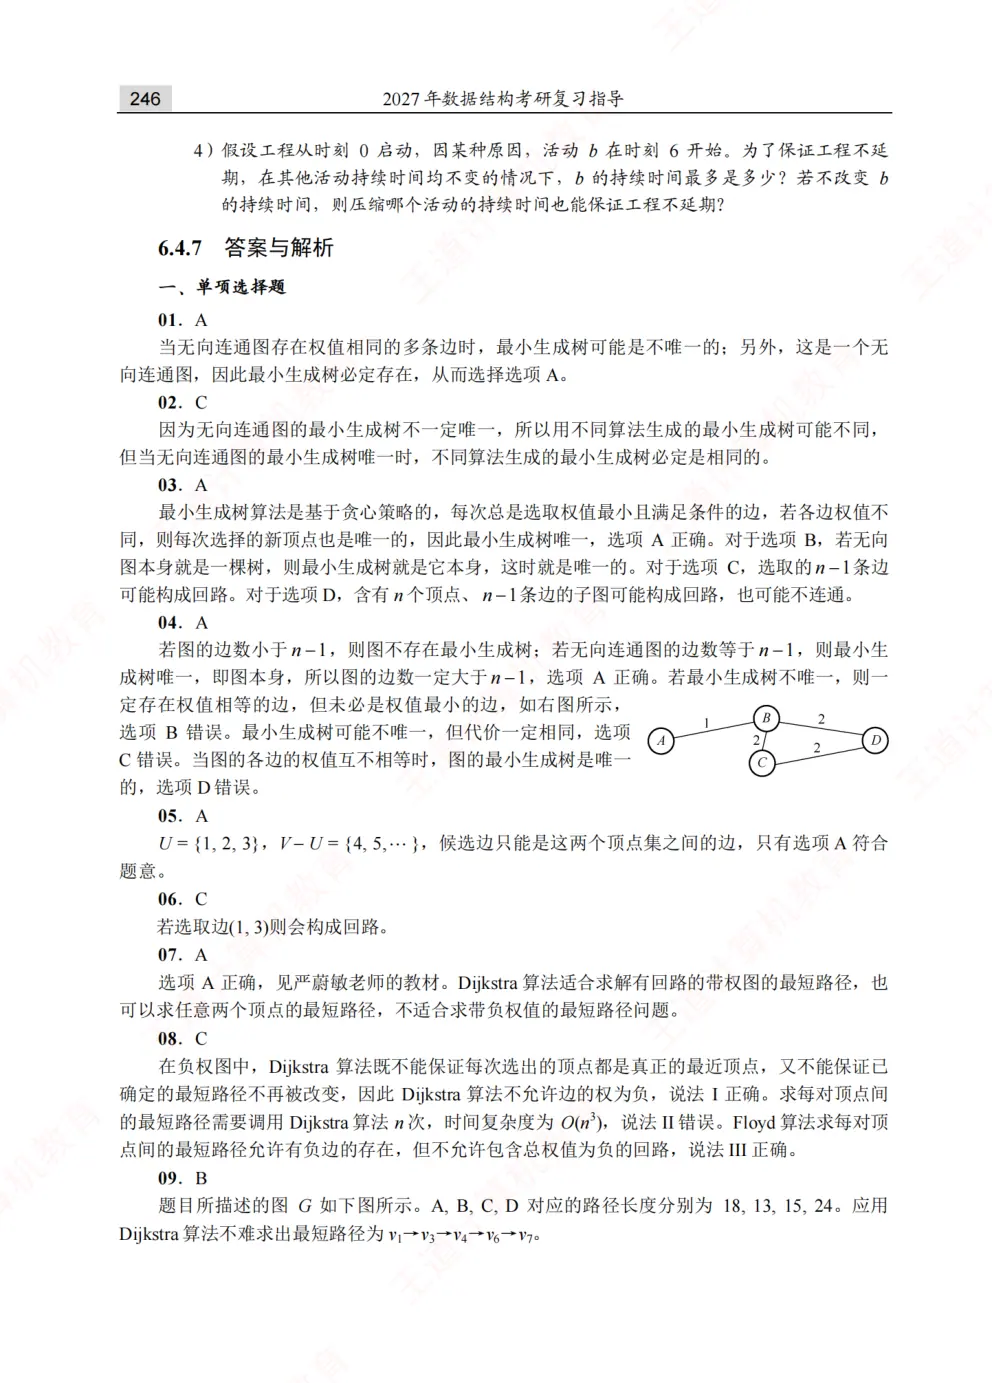 246
2027年数据结构考研复习指导
4）假设工程从时刻 0 启动，因某种原因，活动 b 在时刻 6 开始。为了保证工程不延
期，在其他活动持续时间均不变的情况下，b 的持续时间最多是多少？若不改变 b
的持续时间，则压缩哪个活动的持续时间也能保证工程不延期？
6.4.7 答案与解析
一、单项选择题
01．A
当无向连通图存在权值相同的多条边时，最小生成树可能是不唯一的；另外，这是一个无
向连通图，因此最小生成树必定存在，从而选择选项 A。
02．C
因为无向连通图的最小生成树不一定唯一，所以用不同算法生成的最小生成树可能不同，
但当无向连通图的最小生成树唯一时，不同算法生成的最小生成树必定是相同的。
03．A
最小生成树算法是基于贪心策略的，每次总是选取权值最小且满足条件的边，若各边权值不
同，则每次选择的新顶点也是唯一的，因此最小生成树唯一，选项 A 正确。对于选项 B，若无向
图本身就是一棵树，则最小生成树就是它本身，这时就是唯一的。对于选项 C，选取的 n−1条边
可能构成回路。对于选项 D，含有 n 个顶点、n−1条边的子图可能构成回路，也可能不连通。
04．A
若图的边数小于 n−1，则图不存在最小生成树；若无向连通图的边数等于 n−1，则最小生
成树唯一，即图本身，所以图的边数一定大于 n−1，选项 A 正确。若最小生成树不唯一，则一
定存在权值相等的边，但未必是权值最小的边，如右图所示，
选项 B 错误。最小生成树可能不唯一，但代价一定相同，选项
C 错误。当图的各边的权值互不相等时，图的最小生成树是唯一
的，选项 D 错误。
A
1
B
2
2
C
2
D
05．A
U = {1, 2, 3}，V − U = {4, 5,⋯ }，候选边只能是这两个顶点集之间的边，只有选项 A 符合
题意。
06．C
若选取边(1, 3)则会构成回路。
07．A
选项 A 正确，见严蔚敏老师的教材。Dijkstra 算法适合求解有回路的带权图的最短路径，也
可以求任意两个顶点的最短路径，不适合求带负权值的最短路径问题。
08．C
在负权图中，Dijkstra 算法既不能保证每次选出的顶点都是真正的最近顶点，又不能保证已
确定的最短路径不再被改变，因此 Dijkstra 算法不允许边的权为负，说法 I 正确。求每对顶点间
的最短路径需要调用 Dijkstra 算法 n 次，时间复杂度为 O(n³)，说法 II 错误。Floyd 算法求每对顶
点间的最短路径允许有负边的存在，但不允许包含总权值为负的回路，说法 III 正确。
09．B
题目所描述的图 G 如下图所示。A, B, C, D 对应的路径长度分别为 18, 13, 15, 24。应用
Dijkstra 算法不难求出最短路径为 v₁→v₃→v₄→v₆→v₇。